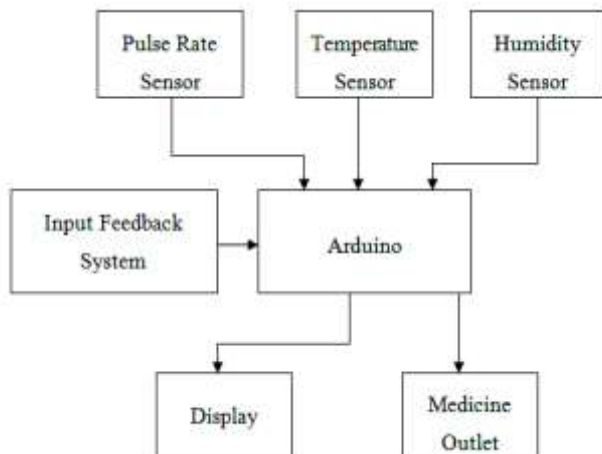 Pulse Rate
Sensor
Temperature
Sensor
Humidity
Sensor
Input Feedback
System
Arduino
Display
Medicine
Outlet